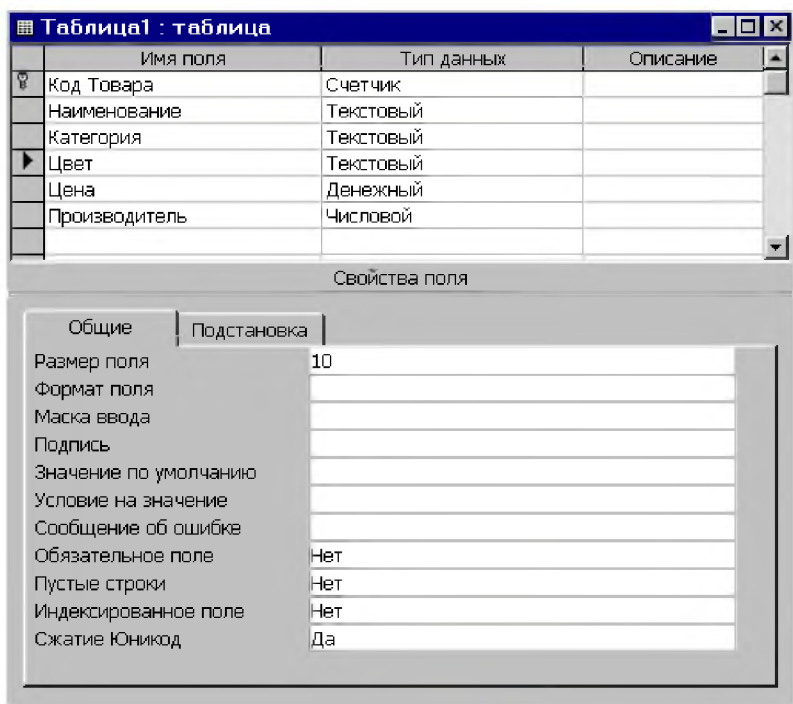 Таблица1 : таблица
Имя поля Тип данных Описание
Код Товара Счетчик
Наименование Текстовый
Категория Текстовый
Цвет Текстовый
Цена Денежный
Производитель Числовой
Свойства поля
Общие Подстановка
Размер поля 10
Формат поля
Маска ввода
Подпись
Значение по умолчанию
Условие на значение
Сообщение об ошибке
Обязательное поле Нет
Пустые строки Нет
Индексированное поле Нет
Сжатие Юникод Да